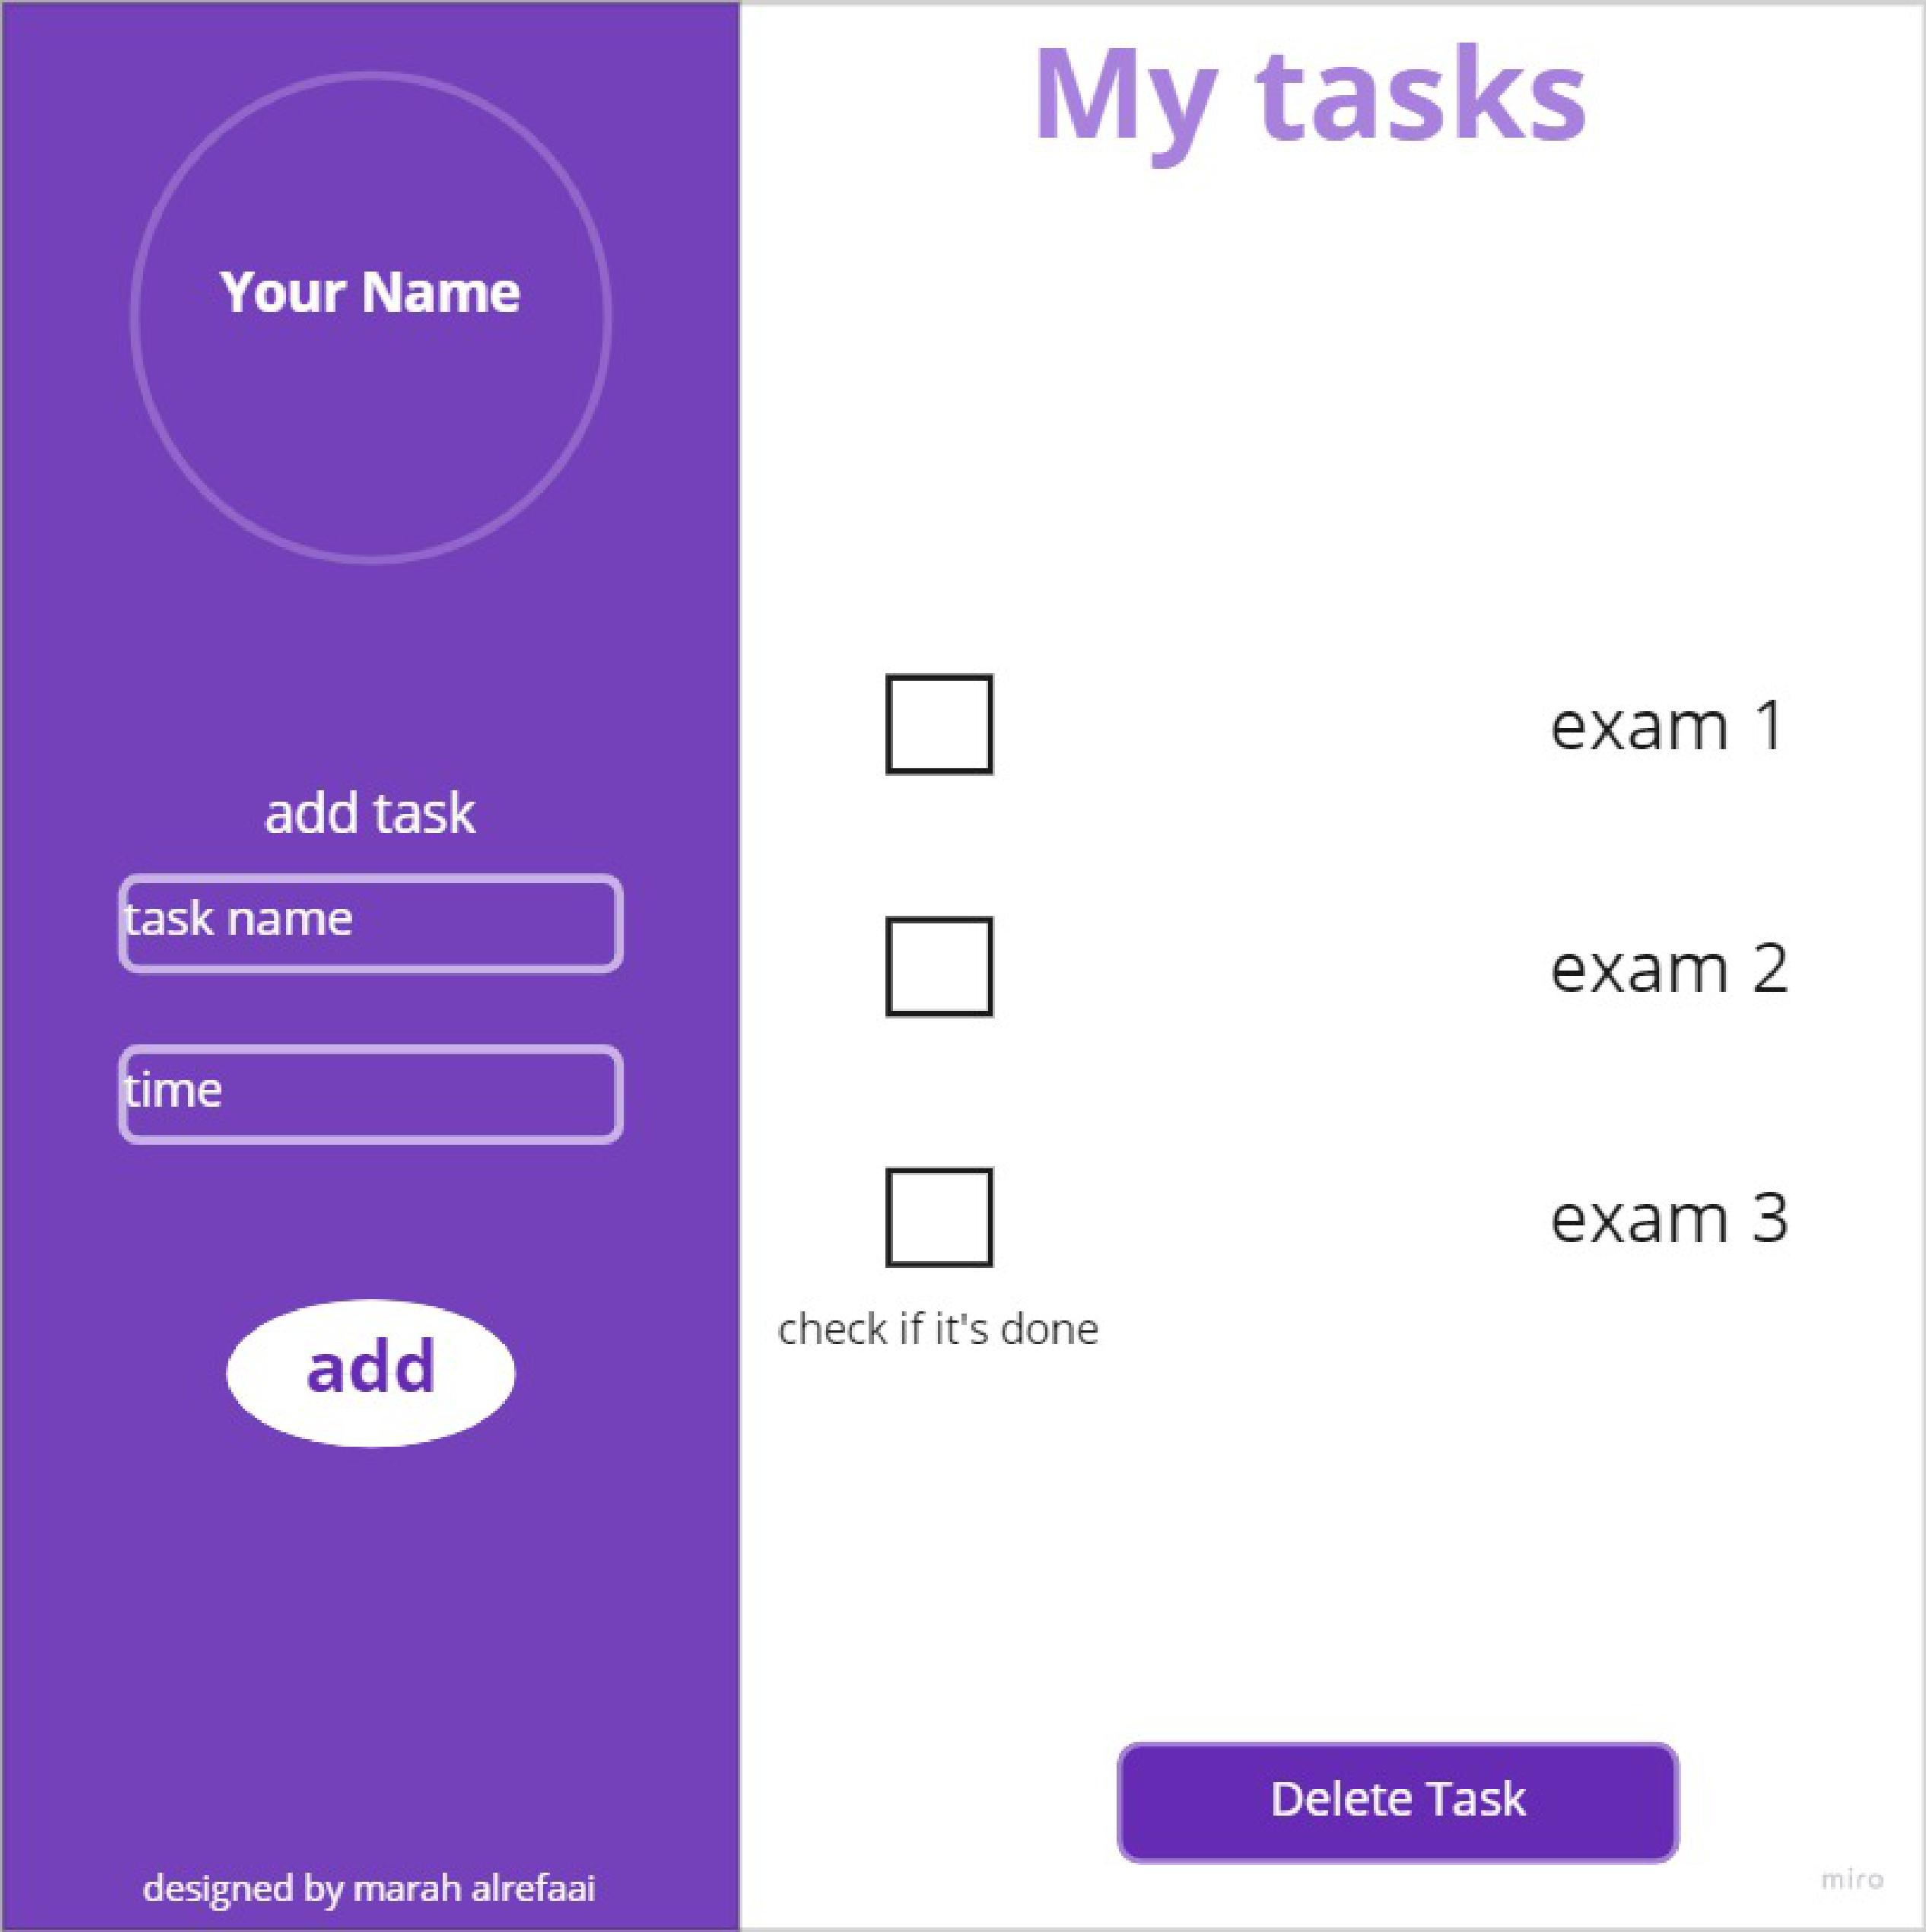 Your Name
add task
task name
time
add
designed by marah alrefaai
My tasks
exam 1
exam 2
exam 3
check if it's done
Delete Task
miro